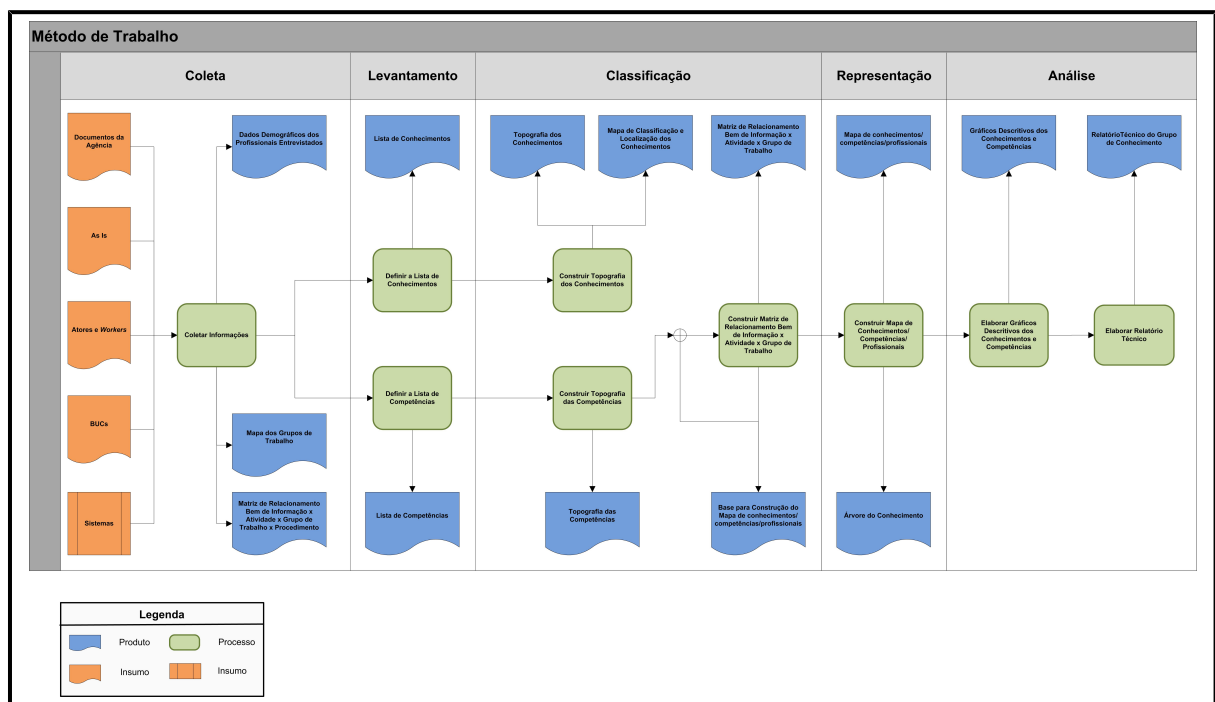 Método de Trabalho
Coleta
Levantamento
Classificação
Representação
Análise
Documentos da
Agência
As Is
Atores e Workers
BUCs
Sistemas
Coletar Informações
Dados Demográficos dos
Profissionais Entrevistados
Mapa dos Grupos de
Trabalho
Matriz de Relacionamento
Bem de Informação x
Atividade x Grupo de
Trabalho x Procedimento
Lista de Conhecimentos
Definir a Lista de
Conhecimentos
Definir a Lista de
Competências
Lista de Competências
Topografia dos
Conhecimentos
Mapa de Classificação e
Localização dos
Conhecimentos
Matriz de Relacionamento
Bem de Informação x
Atividade x Grupo de
Trabalho
Construir Topografia
dos Conhecimentos
Construir Topografia
das Competências
Construir Matriz de
Relacionamento Bem
de Informação x
Atividade x Grupo de
Trabalho
Topografia das
Competências
Base para Construção do
Mapa de conhecimentos/
competências/profissionais
Mapa de conhecimentos/
competências/profissionais
Construir Mapa de
Conhecimentos/
Competências/
Profissionais
Árvore do Conhecimento
Gráficos Descritivos dos
Conhecimentos e
Competências
RelatórioTécnico do Grupo
de Conhecimento
Elaborar Gráficos
Descritivos dos
Conhecimentos e
Competências
Elaborar Relatório
Técnico
Legenda
Produto
Processo
Insumo
Insumo